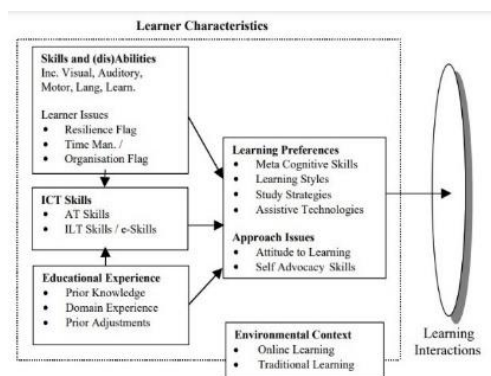 Learner Characteristics
Skills and (dis)Abilities
Inc. Visual, Auditory,
Motor, Lang, Learn.
Learner Issues
• Resilience Flag
• Time Man. /
• Organisation Flag
ICT Skills
• AT Skills
• ILT Skills / e-Skills
Educational Experience
• Prior Knowledge
• Domain Experience
• Prior Adjustments
Learning Preferences
• Meta Cognitive Skills
• Learning Styles
• Study Strategies
• Assistive Technologies
Approach Issues
• Attitude to Learning
• Self Advocacy Skills
Environmental Context
• Online Learning
• Traditional Learning
Learning
Interactions